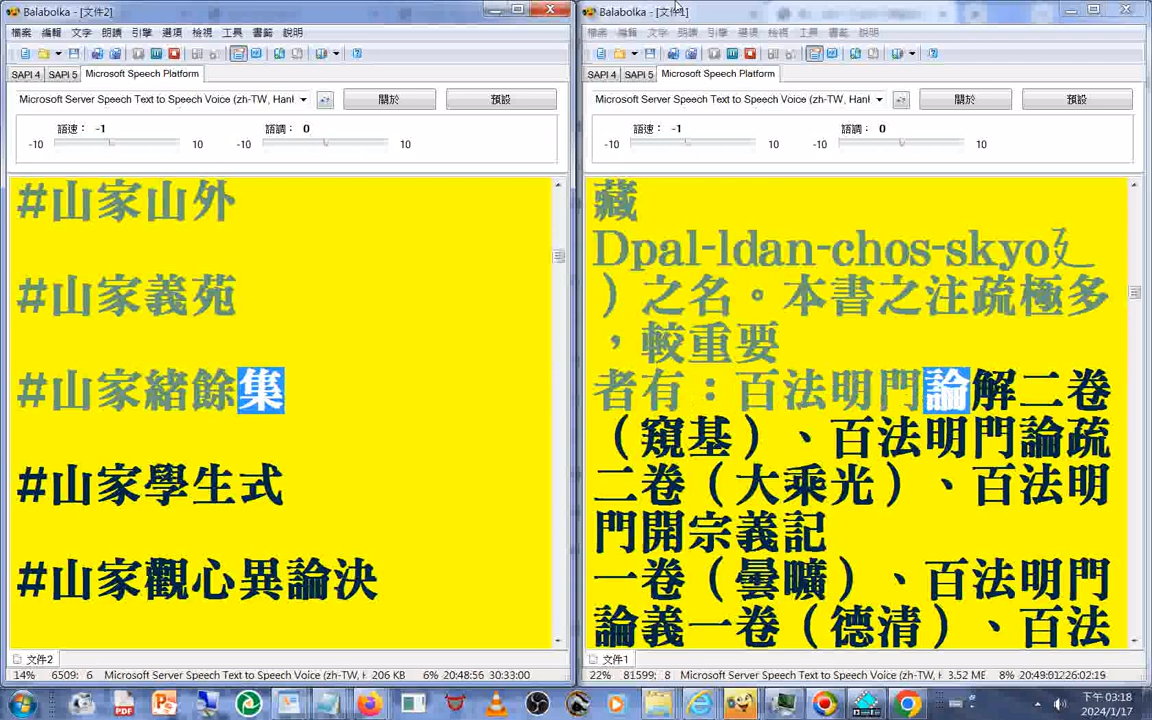 Balabolka - [文件2]
檔案 編輯 文字 朗讀 引擎 選項 檢視 工具 書籤 說明
SAPI 4 SAPI 5 Microsoft Speech Platform
Microsoft Server Speech Text to Speech Voice (zh-TW, Hanl
關於 預設
語速： -1 語調： 0
-10 10 -10 10
#山家山外
#山家義苑
#山家緒餘集
#山家學生式
#山家觀心異論決
文件2
14% 6509: 6 Microsoft Server Speech Text to Speech Voice (zh-TW, H 206 KB 6% 20:48:56 30:33:00
Balabolka - [文件1]
檔案 編輯 文字 朗讀 引擎 選項 檢視 工具 書籤 說明
SAPI 4 SAPI 5 Microsoft Speech Platform
Microsoft Server Speech Text to Speech Voice (zh-TW, Hanl
關於 預設
語速： -1 語調： 0
-10 10 -10 10
藏
Dpal-ldan-chos-skyo廴
）之名。本書之注疏極多
，較重要
者有：百法明門論解二卷
（窺基）、百法明門論疏
二卷（大乘光）、百法明
門開宗義記
一卷（曇曠）、百法明門
論義一卷（德清）、百法
文件1
22% 81599: 8 Microsoft Server Speech Text to Speech Voice (zh-TW, H 3.52 MB 8% 20:49:01
下午 03:18
2024/1/17